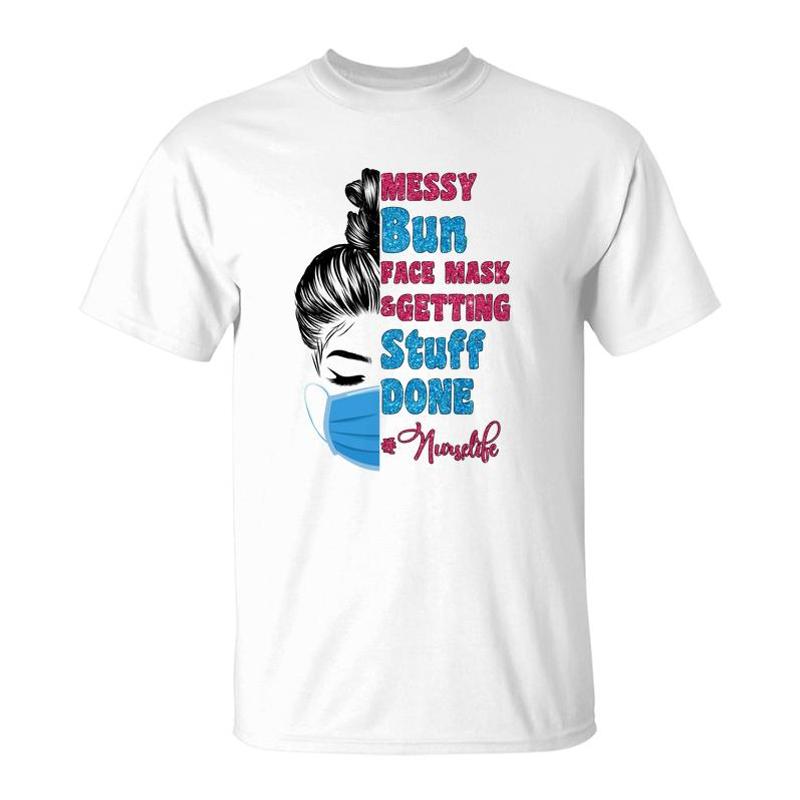 MESSY
Bun
FACE MASK
&GETTING
Stuff
DONE
#Nurselife